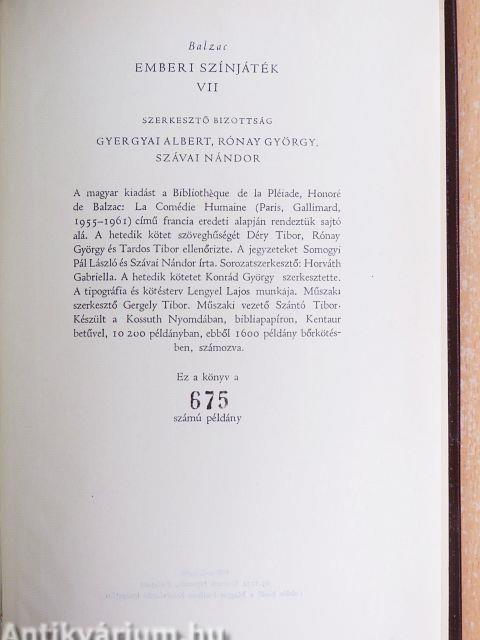 Balzac
EMBERI SZÍNJÁTÉK
VII
SZERKESZTŐ BIZOTTSÁG
GYERGYAI ALBERT, RÓNAY GYÖRGY,
SZÁVAI NÁNDOR
A magyar kiadást a Bibliothèque de la Pléiade, Honoré
de Balzac: La Comédie Humaine (Paris, Gallimard,
1955–1961) című francia eredeti alapján rendeztük sajtó
alá. A hetedik kötet szöveghűségét Déry Tibor, Rónay
György és Tardos Tibor ellenőrizte. A jegyzeteket Somogyi
Pál László és Szávai Nándor írta. Sorozatszerkesztő: Horváth
Gabriella. A hetedik kötetet Konrád György szerkesztette.
A tipográfia és kötésterv Lengyel Lajos munkája. Műszaki
szerkesztő Gergely Tibor. Műszaki vezető Szántó Tibor.
Készült a Kossuth Nyomdában, bibliapapíron, Kentaur
betűvel, 10 200 példányban, ebből 1600 példány bőrkötés-
ben, számozva.
Ez a könyv a
675
számú példány
Antikvárium.hu